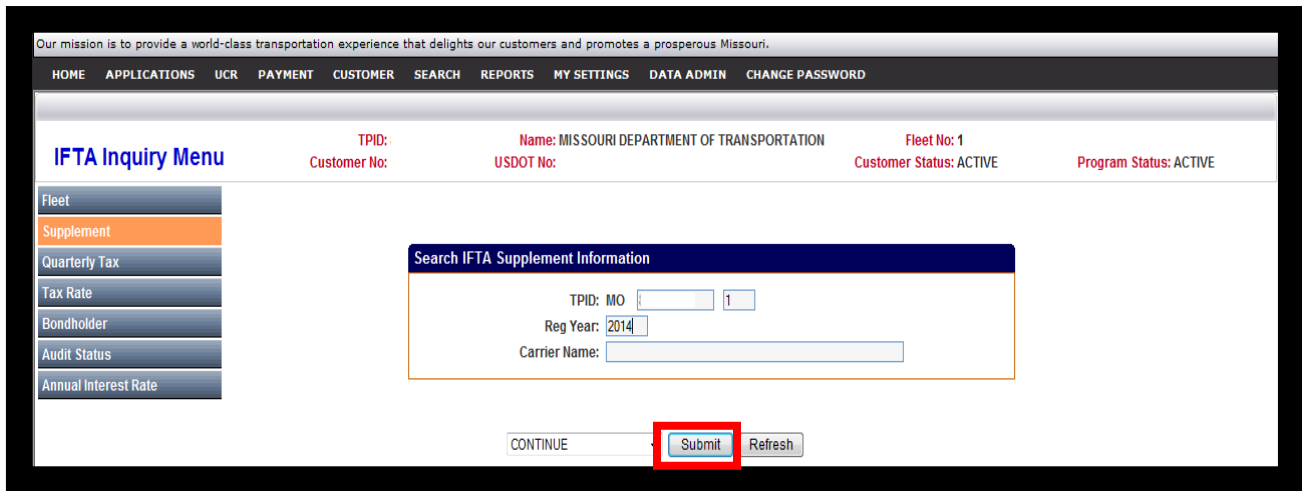 Our mission is to provide a world-class transportation experience that delights our customers and promotes a prosperous Missouri.
HOME APPLICATIONS UCR PAYMENT CUSTOMER SEARCH REPORTS MY SETTINGS DATA ADMIN CHANGE PASSWORD
IFTA Inquiry Menu
TPID: Name: MISSOURI DEPARTMENT OF TRANSPORTATION Fleet No: 1
Customer No: USDOT No: Customer Status: ACTIVE Program Status: ACTIVE
Fleet
Supplement
Quarterly Tax
Tax Rate
Bondholder
Audit Status
Annual Interest Rate
Search IFTA Supplement Information
TPID: MO 1
Reg Year: 2014
Carrier Name:
CONTINUE Submit Refresh